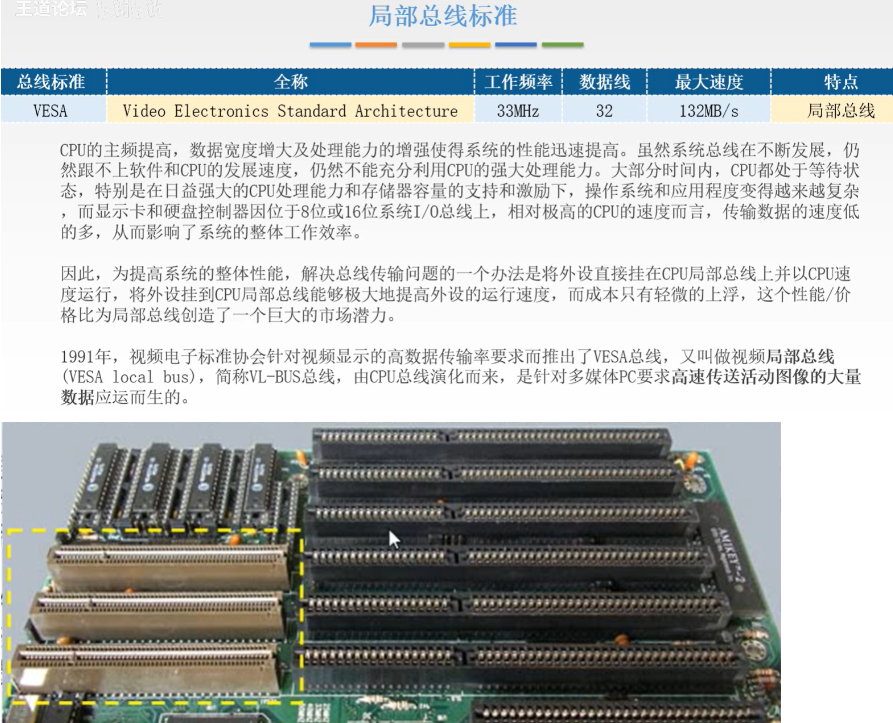 王道论坛
局部总线标准
总线标准 全称 工作频率 数据线 最大速度 特点
VESA Video Electronics Standard Architecture 33MHz 32 132MB/s 局部总线
CPU的主频提高，数据宽度增大及处理能力的增强使得系统的性能迅速提高。虽然系统总线在不断发展，仍
然跟不上软件和CPU的发展速度，仍然不能充分利用CPU的强大处理能力。大部分时间内，CPU都处于等待状
态，特别是在日益强大的CPU处理能力和存储器容量的支持和激励下，操作系统和应用程度变得越来越复杂
，而显示卡和硬盘控制器因位于8位或16位系统I/O总线上，相对极高的CPU的速度而言，传输数据的速度低
的多，从而影响了系统的整体工作效率。
因此，为提高系统的整体性能，解决总线传输问题的一个办法是将外设直接挂在CPU局部总线上并以CPU速
度运行，将外设挂到CPU局部总线能够极大地提高外设的运行速度，而成本只有轻微的上浮，这个性能/价
格比为局部总线创造了一个巨大的市场潜力。
1991年，视频电子标准协会针对视频显示的高数据传输率要求而推出了VESA总线，又叫做视频局部总线
(VESA local bus)，简称VL-BUS总线，由CPU总线演化而来，是针对多媒体PC要求高速传送活动图像的大量
数据应运而生的。
AMIKEY-2